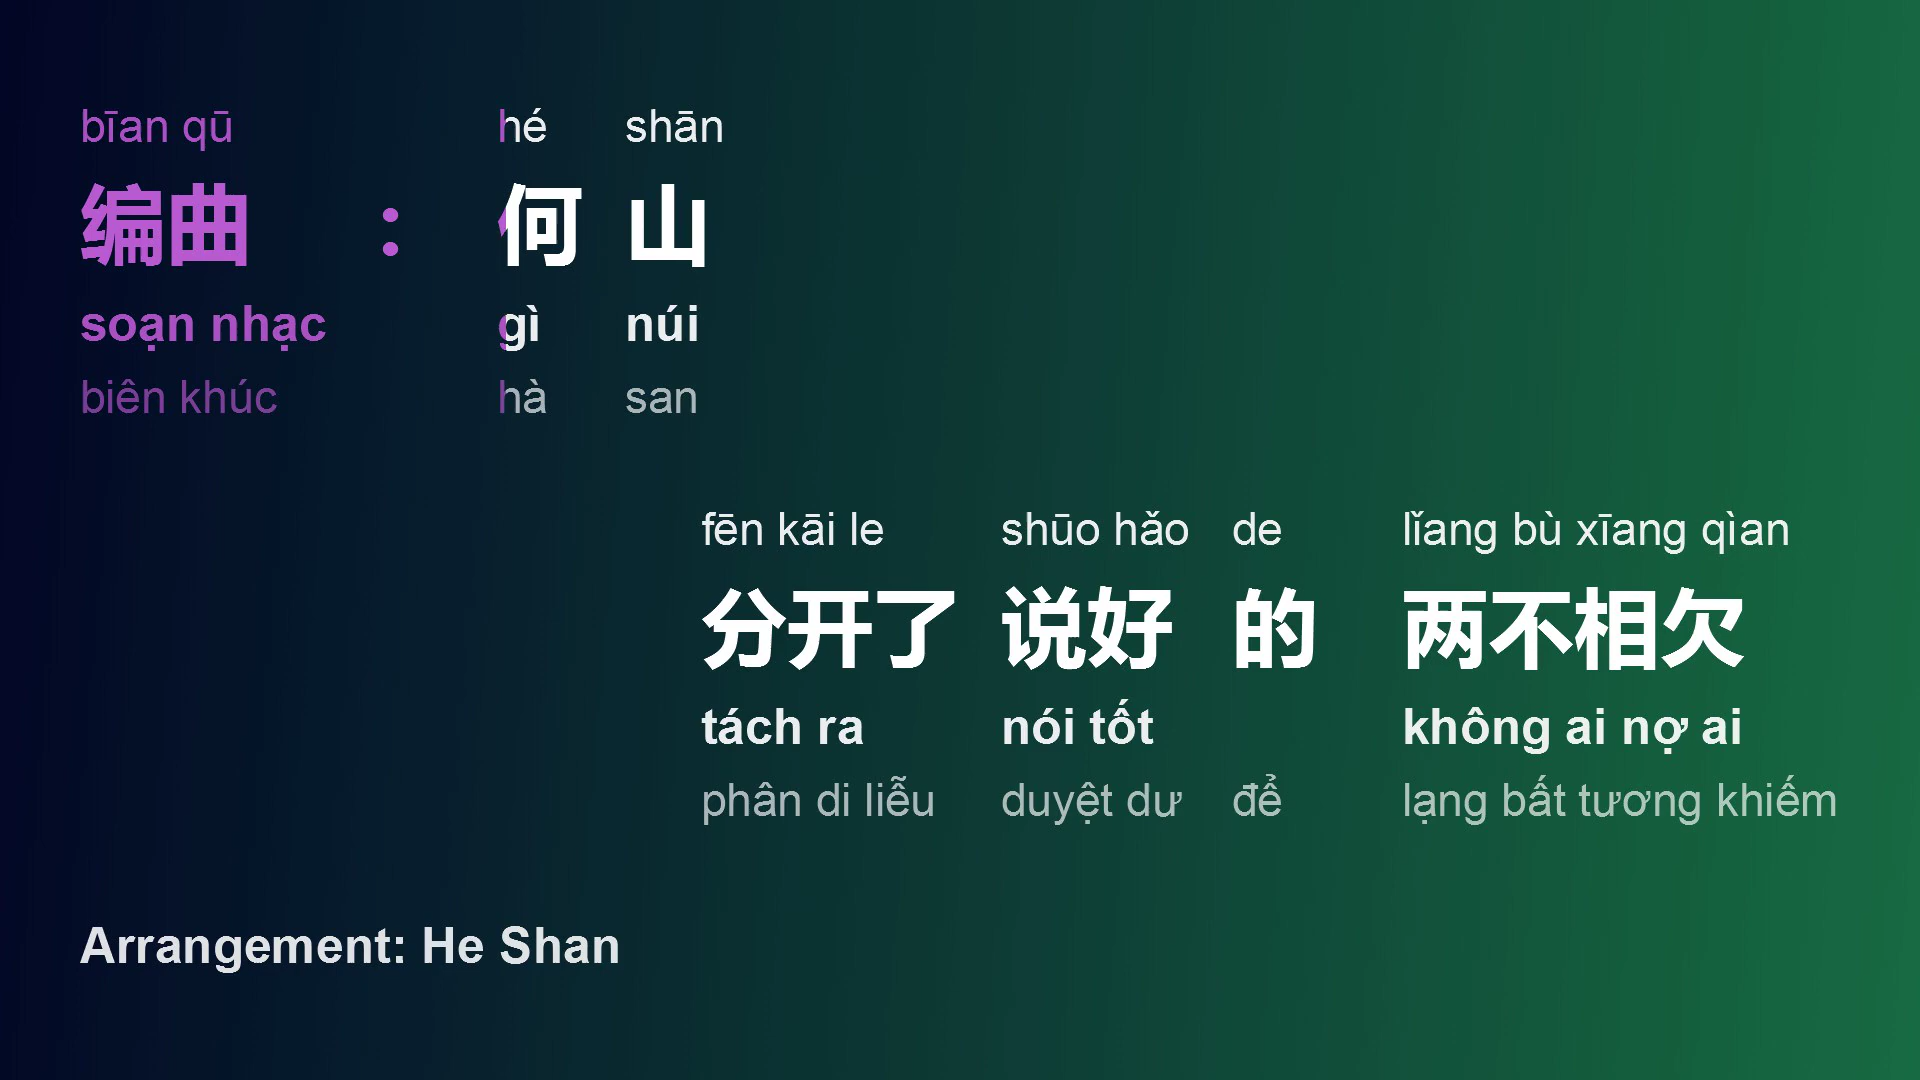 bīan qū hé shān
编曲 : 何 山
soạn nhạc gì núi
biên khúc hà san
fēn kāi le shūo hǎo de lǐang bù xīang qìan
分开了 说好 的 两不相欠
tách ra nói tốt không ai nợ ai
phân di liễu duyệt dư để lạng bất tương khiếm
Arrangement: He Shan